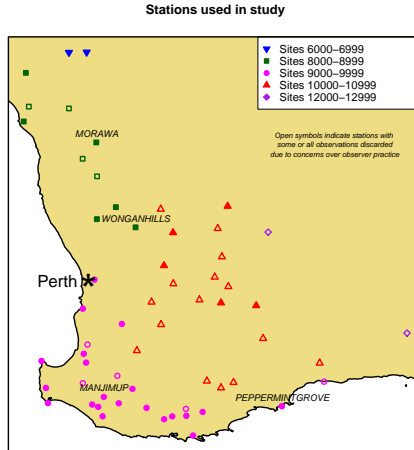 Stations used in study
Sites 6000–6999
Sites 8000–8999
Sites 9000–9999
Sites 10000–10999
Sites 12000–12999
MORAWA
Open symbols indicate stations with
some or all observations discarded
due to concerns over observer practice
WONGANHILLS
Perth
MANJIMUP
PEPPERMINTGROVE